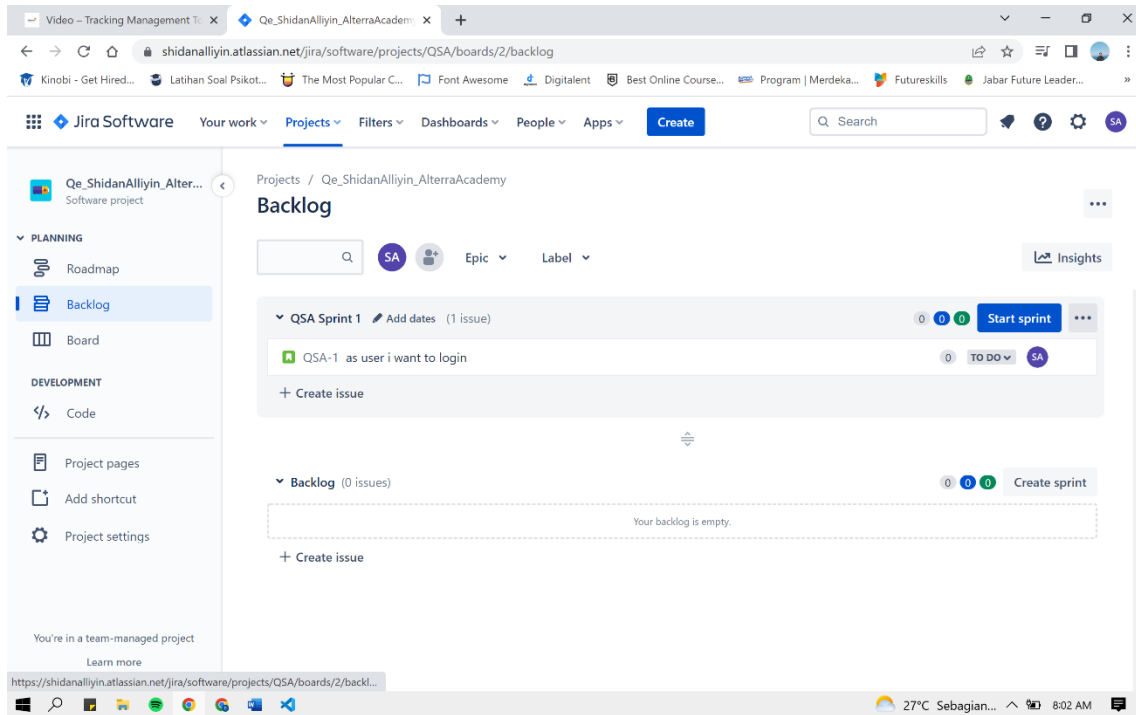 Video – Tracking Management To
Qe_ShidanAlliyin_AlterraAcadem
shidanalliyin.atlassian.net/jira/software/projects/QSA/boards/2/backlog
Kinobi - Get Hired... Latihan Soal Psikot... The Most Popular C... Font Awesome Digitalent Best Online Course... Program | Merdeka... Futureskills Jabar Future Leader... »
Jira Software Your work Projects Filters Dashboards People Apps Create Search SA
Qe_ShidanAlliyin_Alter...
Software project
PLANNING
Roadmap
Backlog
Board
DEVELOPMENT
Code
Project pages
Add shortcut
Project settings
You're in a team-managed project
Learn more
Projects / Qe_ShidanAlliyin_AlterraAcademy
Backlog
SA Epic Label Insights
QSA Sprint 1 Add dates (1 issue) 0 0 0 Start sprint
QSA-1 as user i want to login 0 TO DO SA
+ Create issue
Backlog (0 issues) 0 0 0 Create sprint
Your backlog is empty.
+ Create issue
https://shidanalliyin.atlassian.net/jira/software/projects/QSA/boards/2/backl...
27°C Sebagian... 8:02 AM